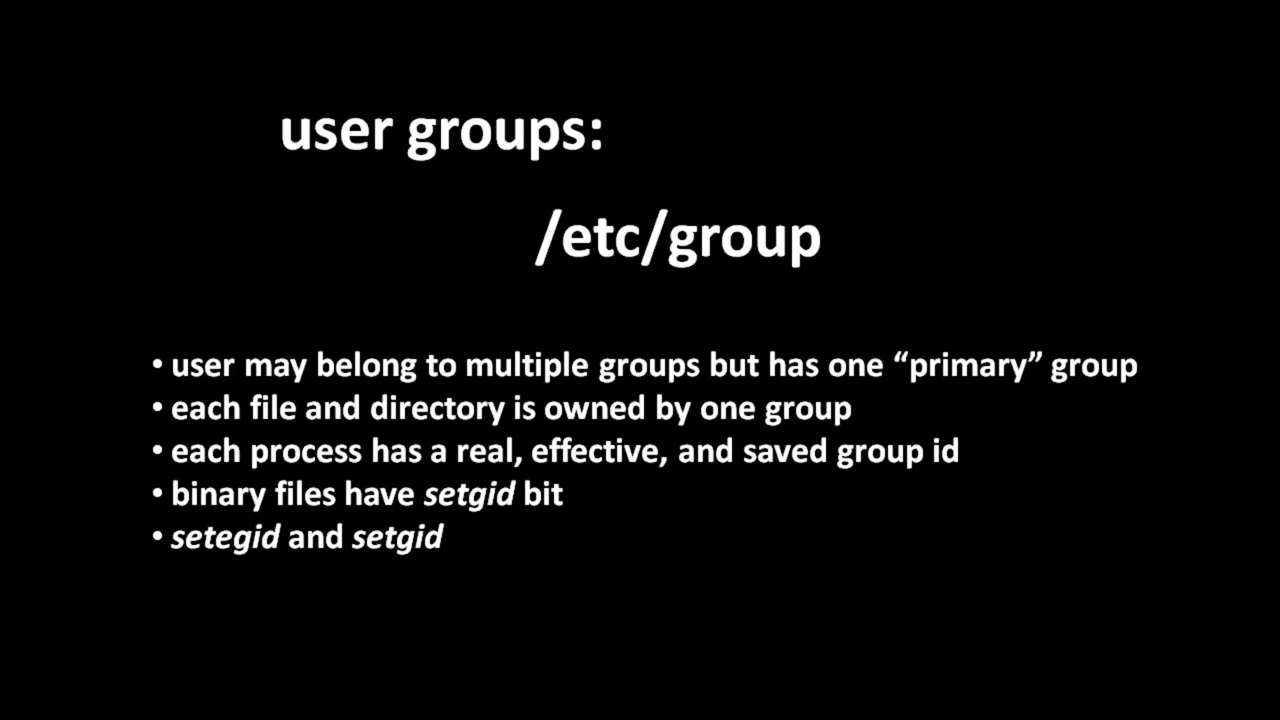 user groups:
/etc/group
• user may belong to multiple groups but has one “primary” group
• each file and directory is owned by one group
• each process has a real, effective, and saved group id
• binary files have setgid bit
• setegid and setgid